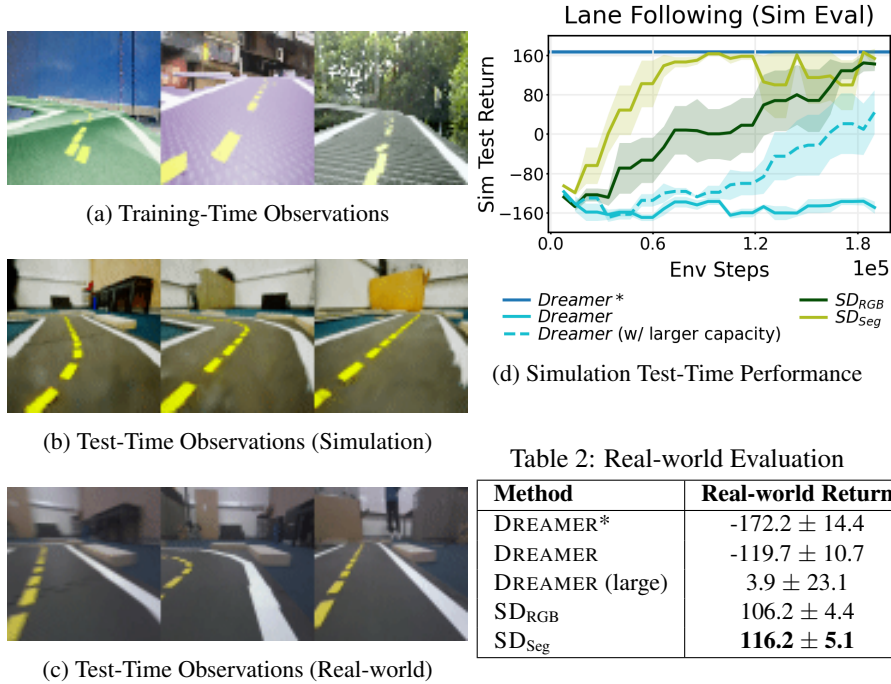 (a) Training-Time Observations
(b) Test-Time Observations (Simulation)
(c) Test-Time Observations (Real-world)
Lane Following (Sim Eval)
Sim Test Return
160
80
0
−80
−160
0.0 0.6 1.2 1.8
1e5
Env Steps
Dreamer*
Dreamer
Dreamer (w/ larger capacity)
SD_RGB
SD_Seg
(d) Simulation Test-Time Performance
Table 2: Real-world Evaluation
Method Real-world Return
DREAMER* -172.2 ± 14.4
DREAMER -119.7 ± 10.7
DREAMER (large) 3.9 ± 23.1
SD_RGB 106.2 ± 4.4
SD_Seg 116.2 ± 5.1